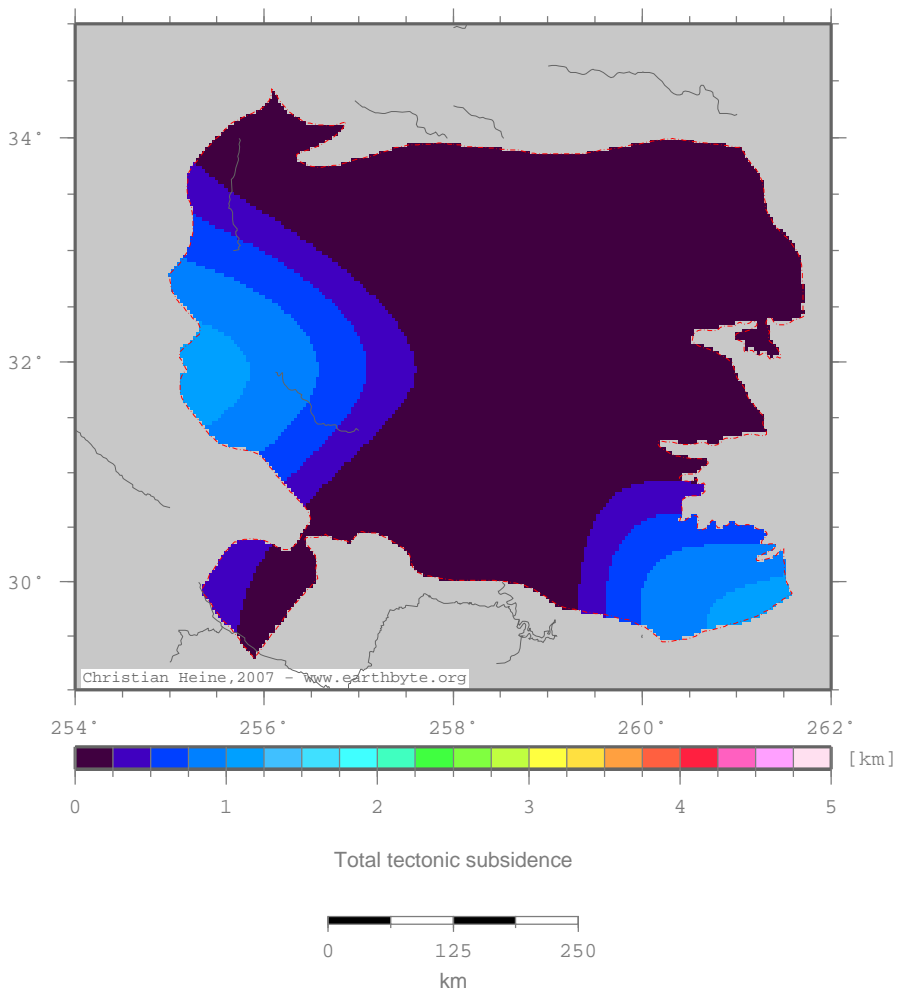 34°
32°
30°
Christian Heine,2007 - www.earthbyte.org
254° 256° 258° 260° 262°
[km]
0 1 2 3 4 5
Total tectonic subsidence
0 125 250
km